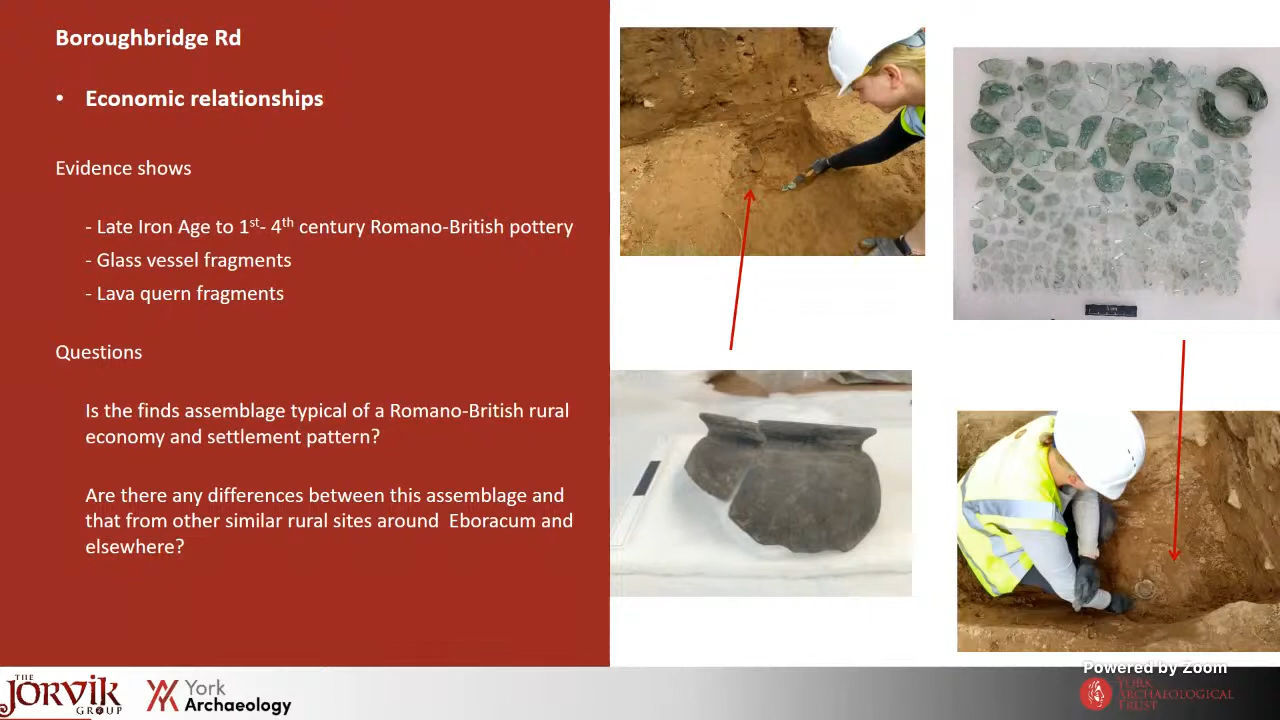 Boroughbridge Rd
• Economic relationships
Evidence shows
- Late Iron Age to 1st- 4th century Romano-British pottery
- Glass vessel fragments
- Lava quern fragments
Questions
Is the finds assemblage typical of a Romano-British rural
economy and settlement pattern?
Are there any differences between this assemblage and
that from other similar rural sites around Eboracum and
elsewhere?
THE
JORVIK
GROUP
York
Archaeology
Powered by Zoom
YORK
ARCHAEOLOGICAL
TRUST